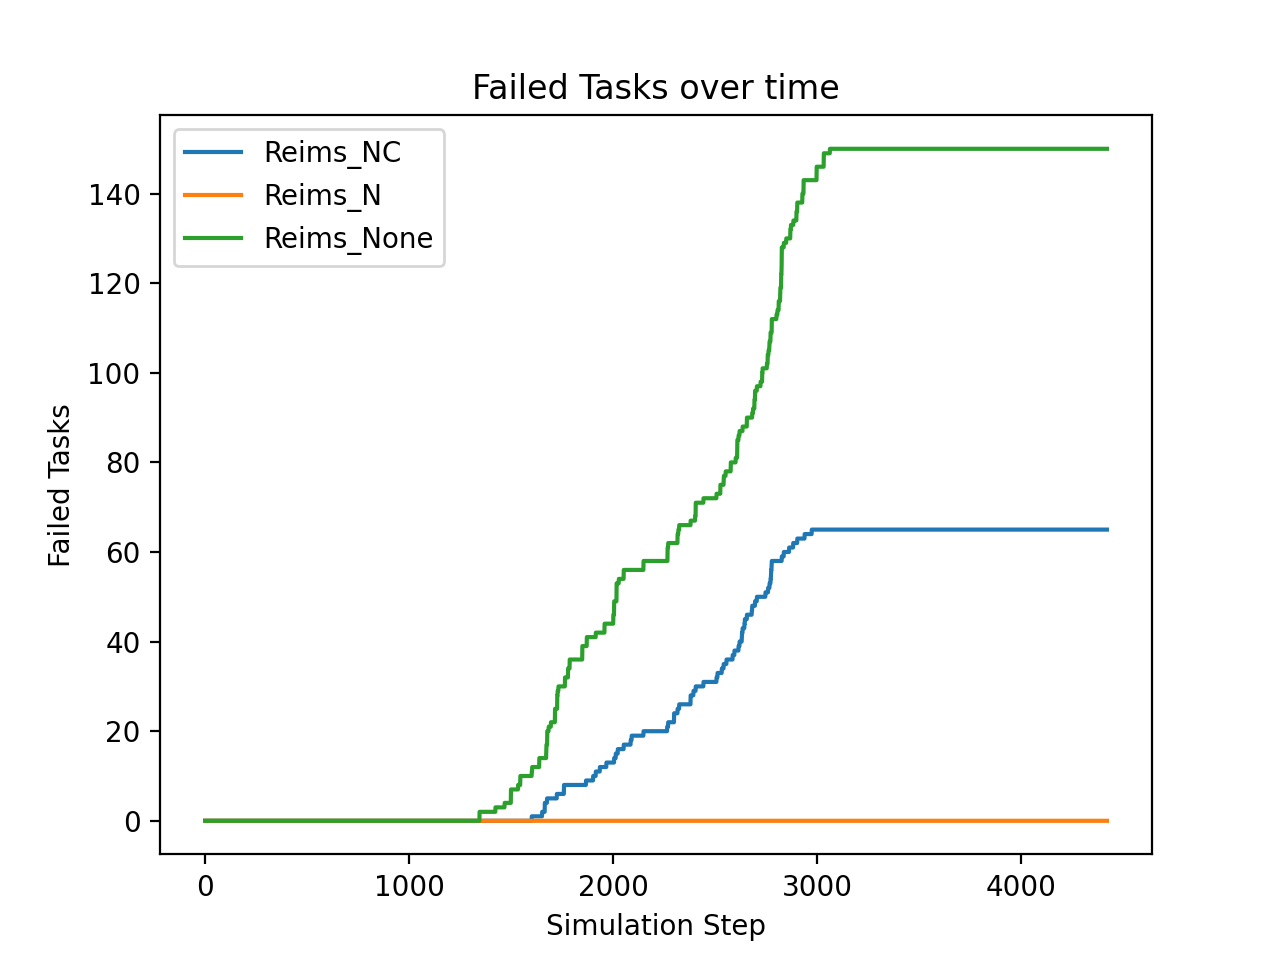 Failed Tasks over time
Reims_NC
Reims_N
Reims_None
Failed Tasks
140
120
100
80
60
40
20
0
0 1000 2000 3000 4000
Simulation Step